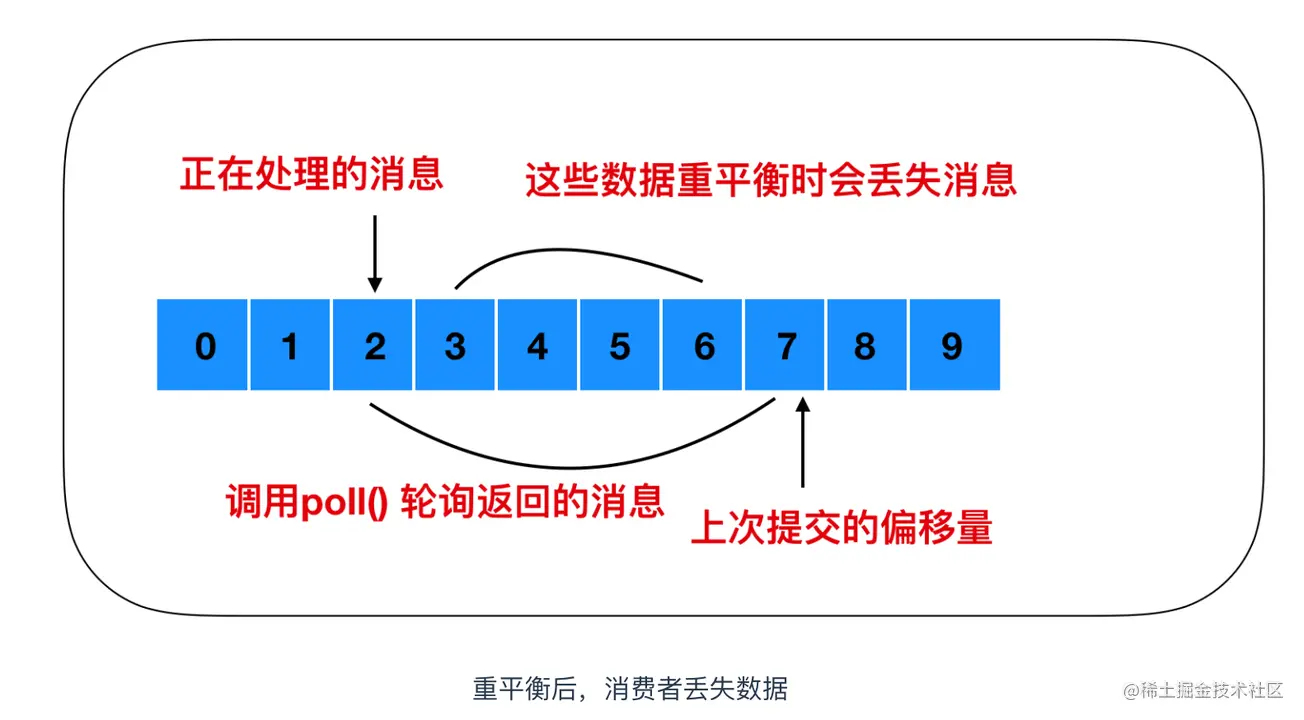 正在处理的消息
这些数据重平衡时会丢失消息
0 1 2 3 4 5 6 7 8 9
调用poll() 轮询返回的消息
上次提交的偏移量
重平衡后，消费者丢失数据
@稀土掘金技术社区